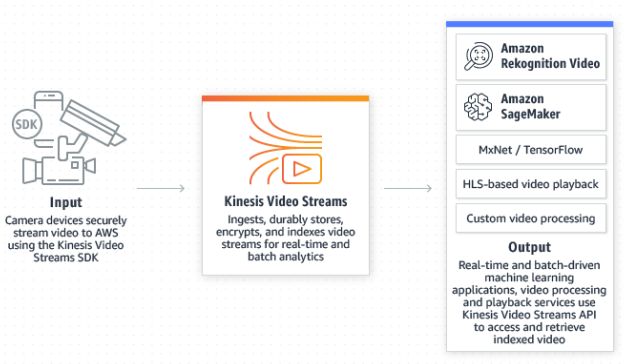 SDK
Input
Camera devices securely
stream video to AWS
using the Kinesis Video
Streams SDK
Kinesis Video Streams
Ingests, durably stores,
encrypts, and indexes video
streams for real-time and
batch analytics
Amazon
Rekognition Video
Amazon
SageMaker
MxNet / TensorFlow
HLS-based video playback
Custom video processing
Output
Real-time and batch-driven
machine learning
applications, video processing
and playback services use
Kinesis Video Streams API
to access and retrieve
indexed video